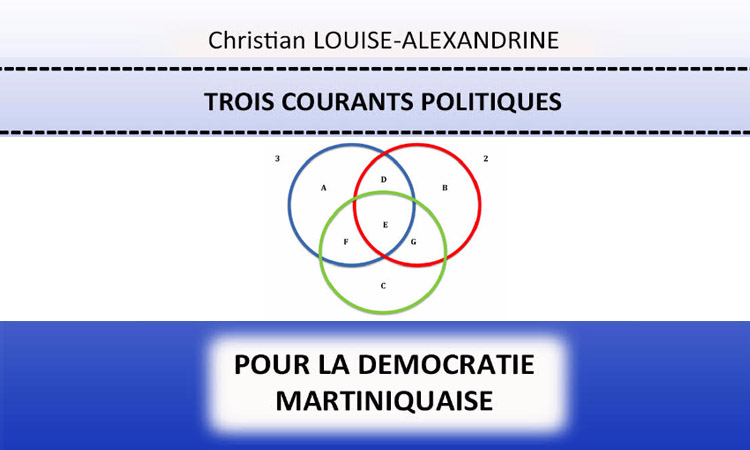 Christian LOUISE-ALEXANDRINE
TROIS COURANTS POLITIQUES
3
2
D
A
B
E
F
G
C
POUR LA DEMOCRATIE
MARTINIQUAISE